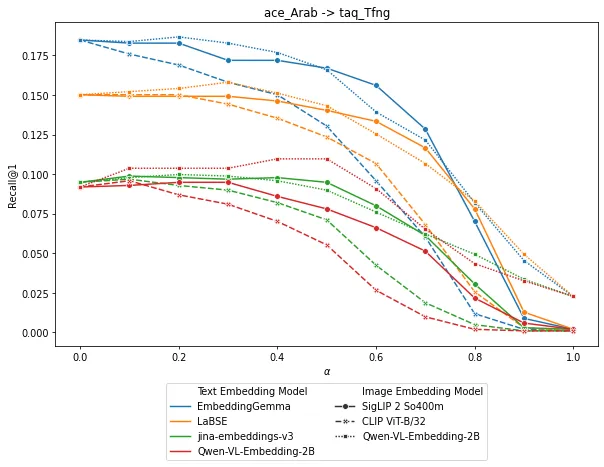 ace_Arab -> taq_Tfng
0.175
0.150
0.125
0.100
0.075
0.050
0.025
0.000
Recall@1
0.0 0.2 0.4 0.6 0.8 1.0
α
Text Embedding Model Image Embedding Model
EmbeddingGemma SigLIP 2 So400m
LaBSE CLIP ViT-B/32
jina-embeddings-v3 Qwen-VL-Embedding-2B
Qwen-VL-Embedding-2B